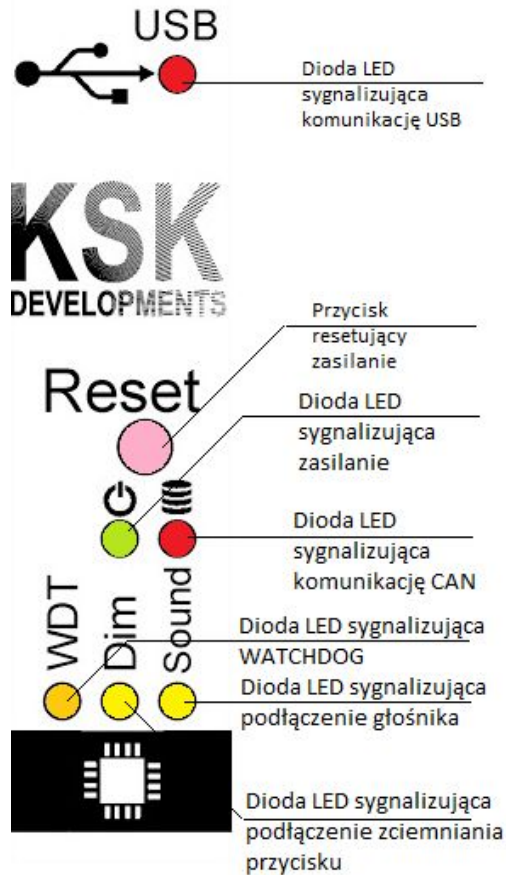 USB
Dioda LED
sygnalizująca
komunikację USB
KSK
DEVELOPMENTS
Przycisk
resetujący
zasilanie
Reset
Dioda LED
sygnalizująca
zasilanie
Dioda LED
sygnalizująca
komunikację CAN
WDT
Dim
Sound
Dioda LED sygnalizująca
WATCHDOG
Dioda LED sygnalizująca
podłączenie głośnika
Dioda LED sygnalizująca
podłączenie zciemniania
przycisku